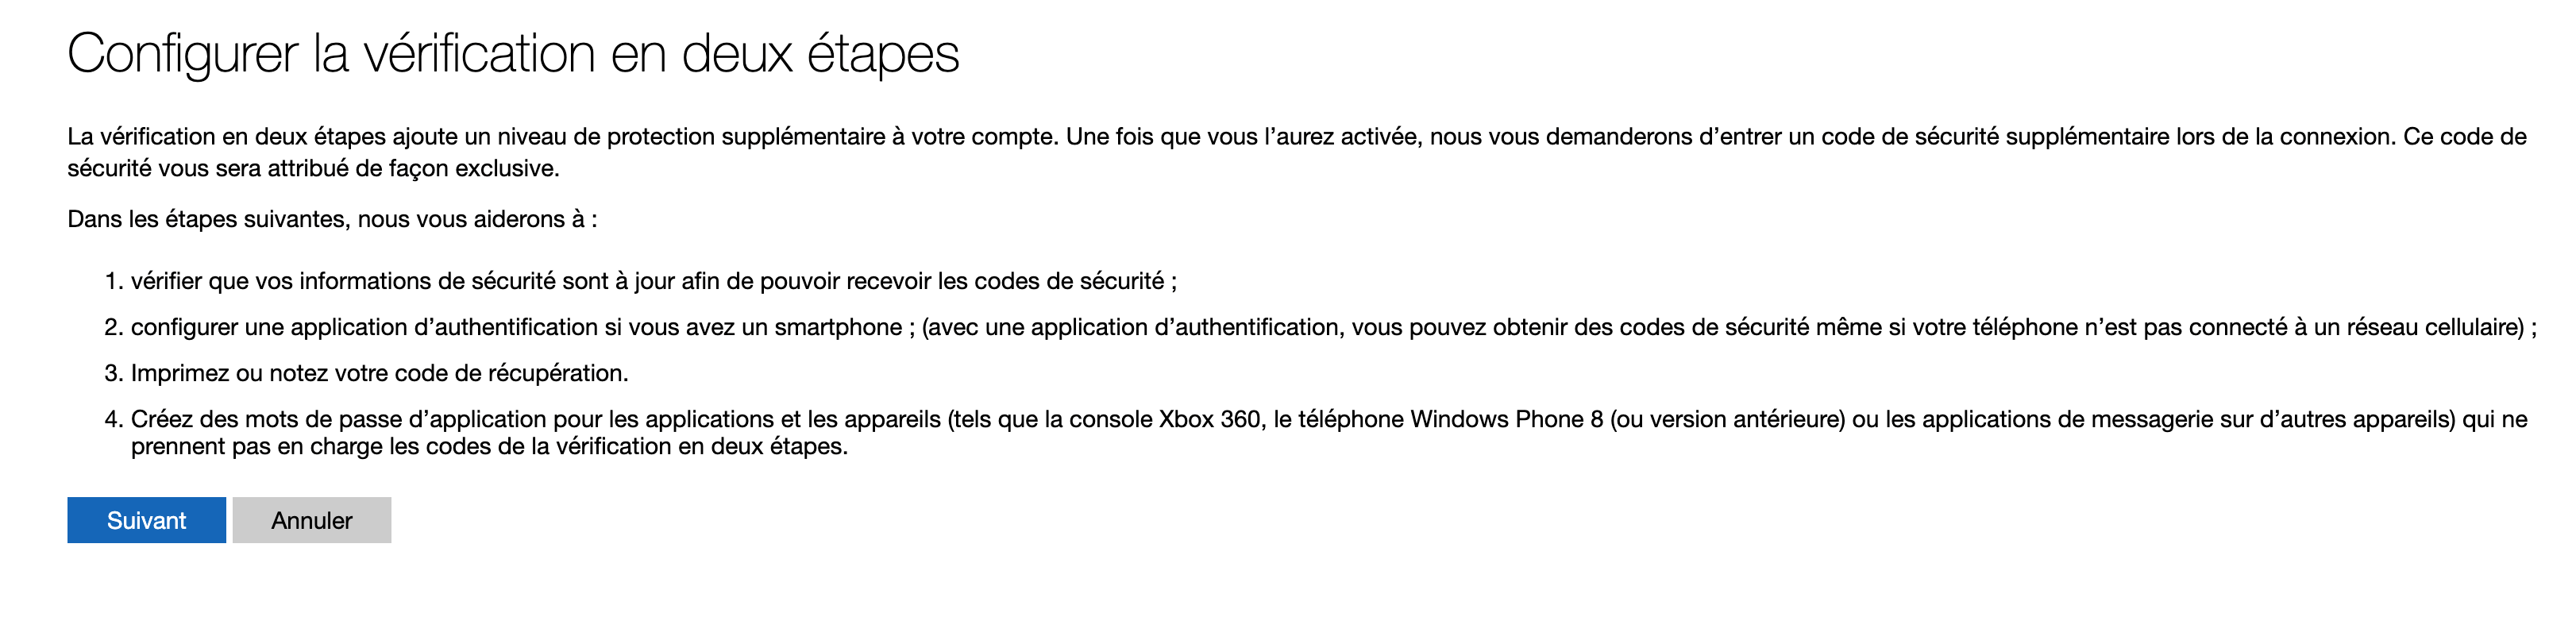 Configurer la vérification en deux étapes
La vérification en deux étapes ajoute un niveau de protection supplémentaire à votre compte. Une fois que vous l’aurez activée, nous vous demanderons d’entrer un code de sécurité supplémentaire lors de la connexion. Ce code de
sécurité vous sera attribué de façon exclusive.
Dans les étapes suivantes, nous vous aiderons à :
1. vérifier que vos informations de sécurité sont à jour afin de pouvoir recevoir les codes de sécurité ;
2. configurer une application d’authentification si vous avez un smartphone ; (avec une application d’authentification, vous pouvez obtenir des codes de sécurité même si votre téléphone n’est pas connecté à un réseau cellulaire) ;
3. Imprimez ou notez votre code de récupération.
4. Créez des mots de passe d’application pour les applications et les appareils (tels que la console Xbox 360, le téléphone Windows Phone 8 (ou version antérieure) ou les applications de messagerie sur d’autres appareils) qui ne
prennent pas en charge les codes de la vérification en deux étapes.
Suivant Annuler